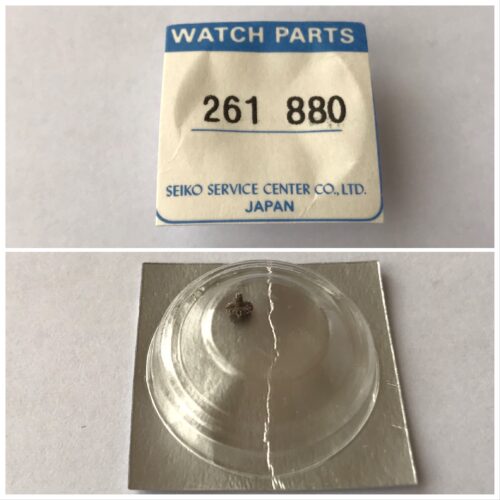 WATCH PARTS
261 880
SEIKO SERVICE CENTER CO., LTD.
JAPAN